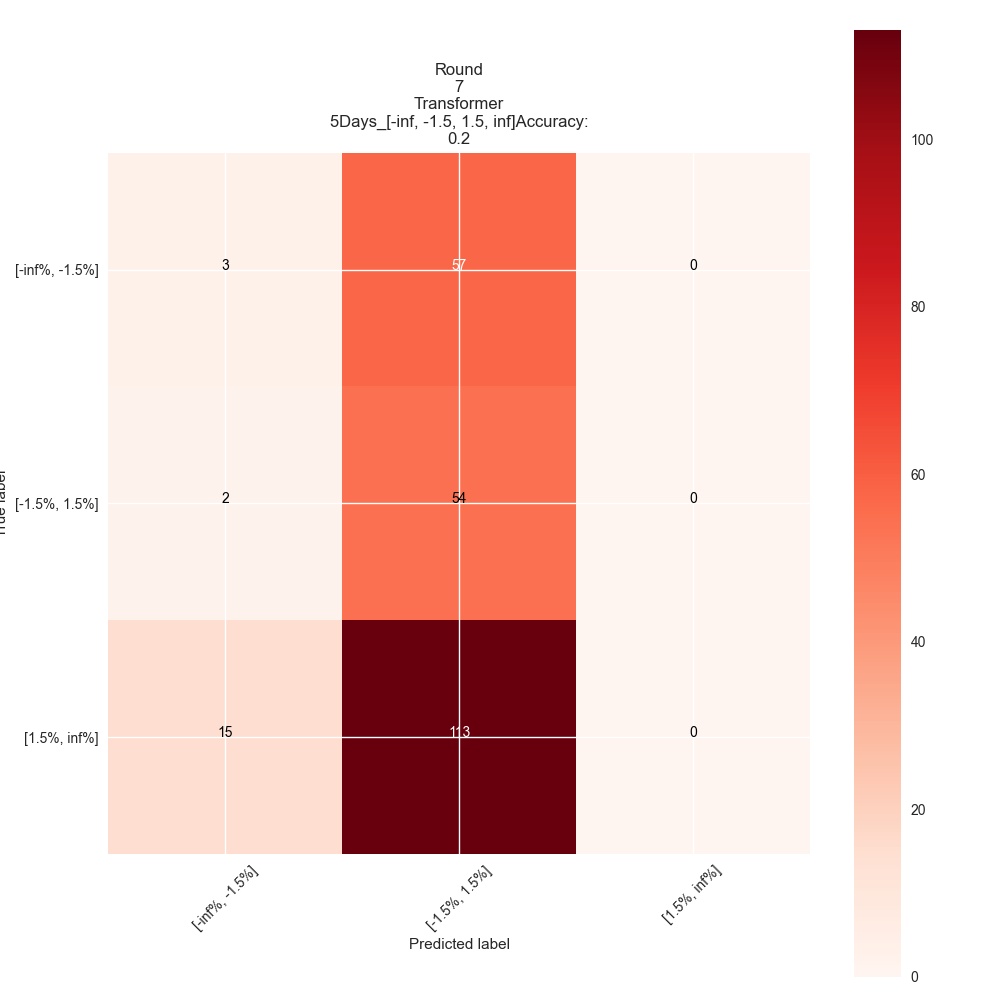 Round
7
Transformer
5Days_[-inf, -1.5, 1.5, inf]Accuracy:
0.2
100
80
60
40
20
0
[-inf%, -1.5%]
3
57
0
True label
[-1.5%, 1.5%]
2
54
0
[1.5%, inf%]
15
113
0
[-inf%, -1.5%]
[-1.5%, 1.5%]
[1.5%, inf%]
Predicted label